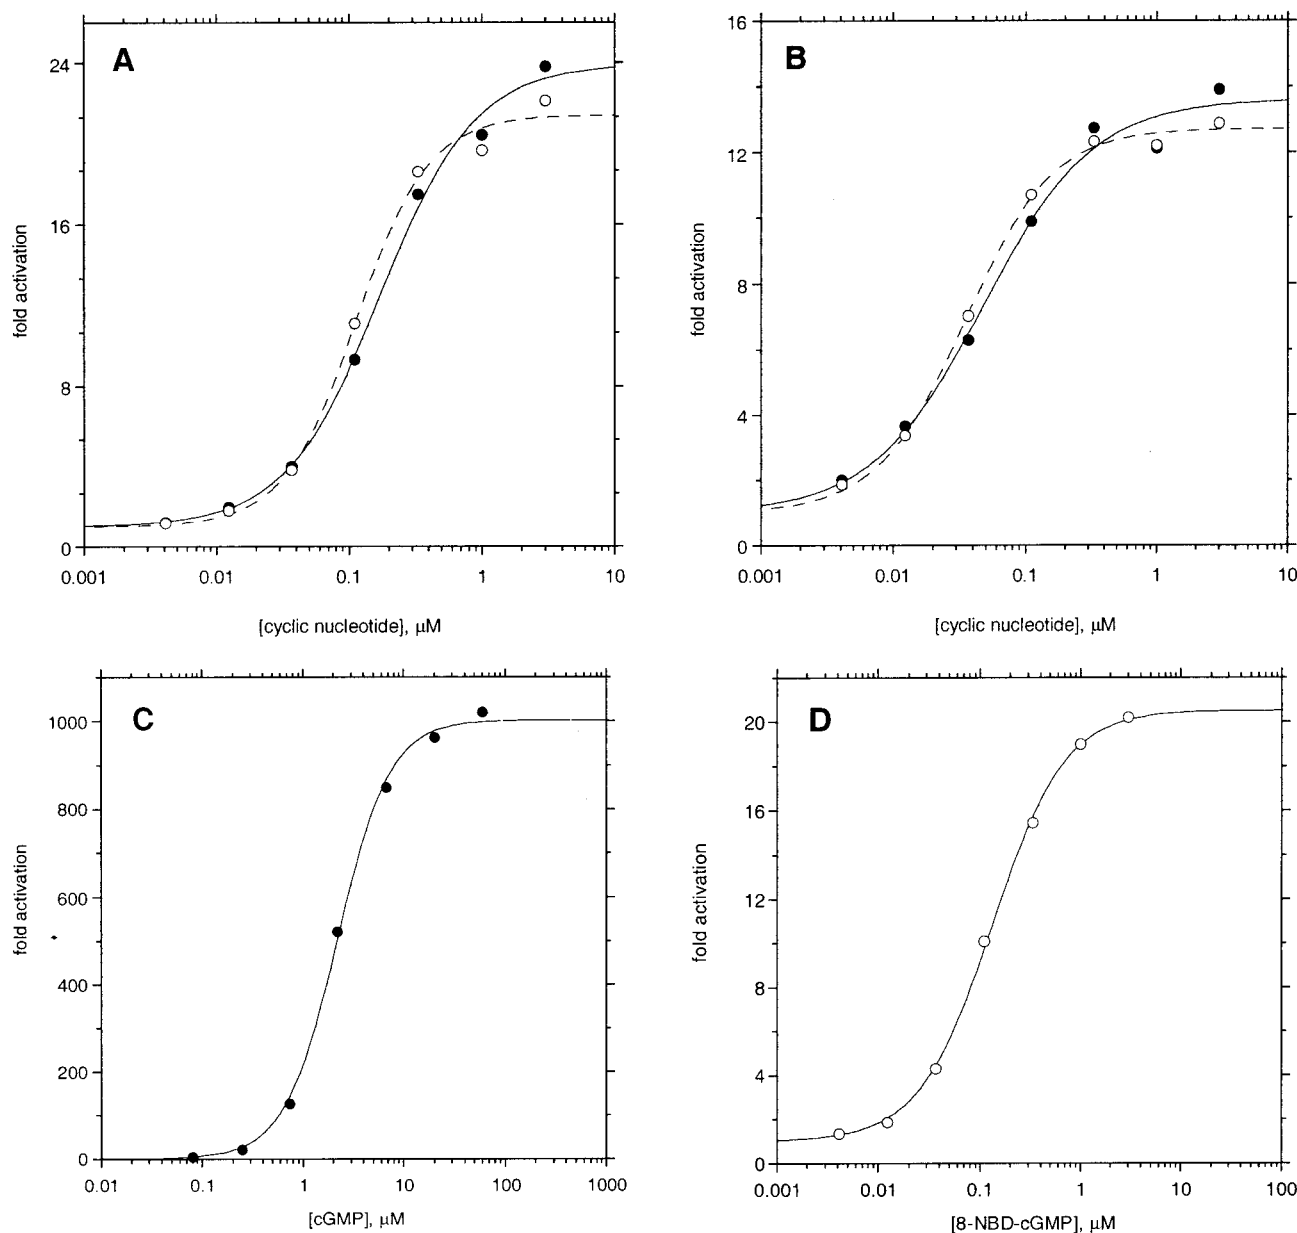 A
24
16
8
0
fold activation
0.001 0.01 0.1 1 10
[cyclic nucleotide], μM
B
16
12
8
4
0
fold activation
0.001 0.01 0.1 1 10
[cyclic nucleotide], μM
C
1000
800
600
400
200
0
fold activation
0.01 0.1 1 10 100 1000
[cGMP], μM
D
20
16
12
8
4
0
fold activation
0.001 0.01 0.1 1 10 100
[8-NBD-cGMP], μM